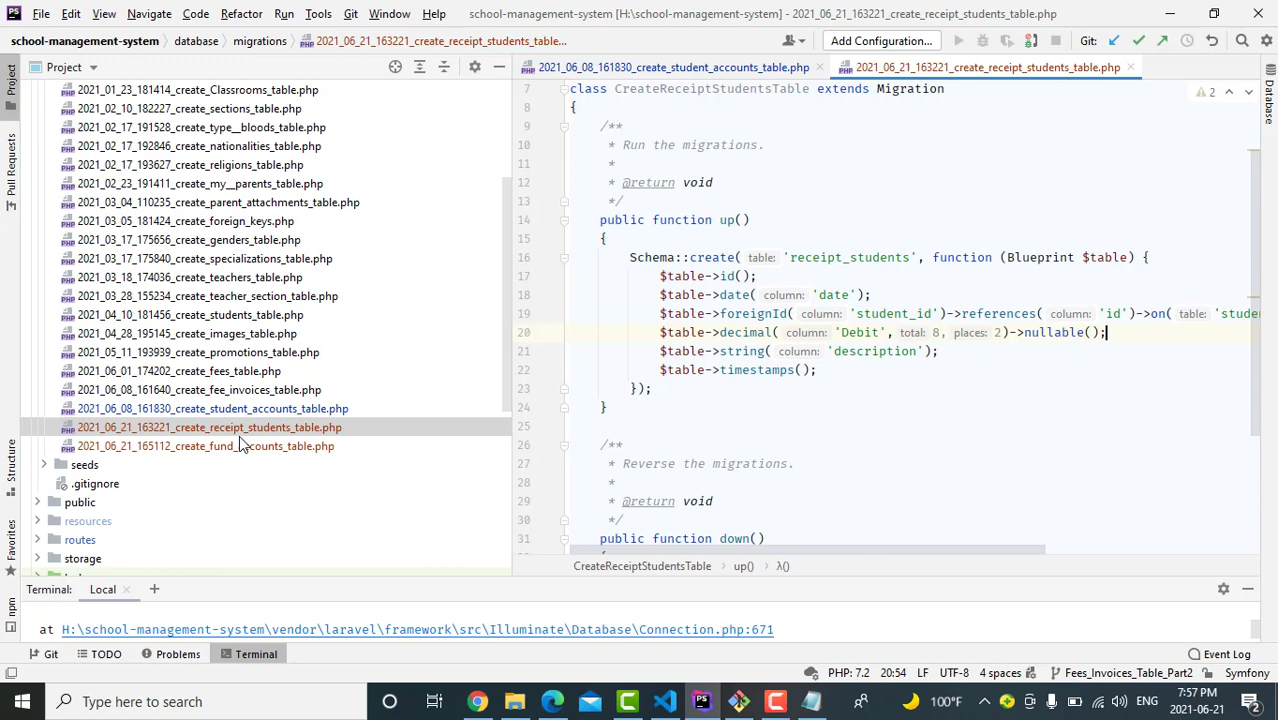 File Edit View Navigate Code Refactor Run Tools Git Window Help school-management-system [H:\school-management-system] - 2021_06_21_163221_create_receipt_students_table.php
school-management-system database migrations 2021_06_21_163221_create_receipt_students_table... Add Configuration... Git:
Project 2021_06_08_161830_create_student_accounts_table.php 2021_06_21_163221_create_receipt_students_table.php
Project
Pull Requests
Structure
Favorites
npm
Database
2021_01_23_181414_create_Classrooms_table.php
2021_02_10_182227_create_sections_table.php
2021_02_17_191528_create_type__bloods_table.php
2021_02_17_192846_create_nationalities_table.php
2021_02_17_193627_create_religions_table.php
2021_02_23_191411_create_my__parents_table.php
2021_03_04_110235_create_parent_attachments_table.php
2021_03_05_181424_create_foreign_keys.php
2021_03_17_175656_create_genders_table.php
2021_03_17_175840_create_specializations_table.php
2021_03_18_174036_create_teachers_table.php
2021_03_28_155234_create_teacher_section_table.php
2021_04_10_181456_create_students_table.php
2021_04_28_195145_create_images_table.php
2021_05_11_193939_create_promotions_table.php
2021_06_01_174202_create_fees_table.php
2021_06_08_161640_create_fee_invoices_table.php
2021_06_08_161830_create_student_accounts_table.php
2021_06_21_163221_create_receipt_students_table.php
2021_06_21_165112_create_fund_accounts_table.php
seeds
.gitignore
public
resources
routes
storage
2
7 class CreateReceiptStudentsTable extends Migration
8 {
9 /**
10 * Run the migrations.
11 *
12 * @return void
13 */
14 public function up()
15 {
16 Schema::create( table: 'receipt_students', function (Blueprint $table) {
17 $table->id();
18 $table->date( column: 'date');
19 $table->foreignId( column: 'student_id')->references( column: 'id')->on( table: 'stude
20 $table->decimal( column: 'Debit', total: 8, places: 2)->nullable();
21 $table->string( column: 'description');
22 $table->timestamps();
23 });
24 }
25
26 /**
27 * Reverse the migrations.
28 *
29 * @return void
30 */
31 public function down()
CreateReceiptStudentsTable up() λ()
Terminal: Local
at H:\school-management-system\vendor\laravel\framework\src\Illuminate\Database\Connection.php:671
Git TODO Problems Terminal Event Log
PHP: 7.2 20:54 LF UTF-8 4 spaces Fees_Invoices_Table_Part2 Symfony
Type here to search 100°F ENG 7:57 PM 2021-06-21 2